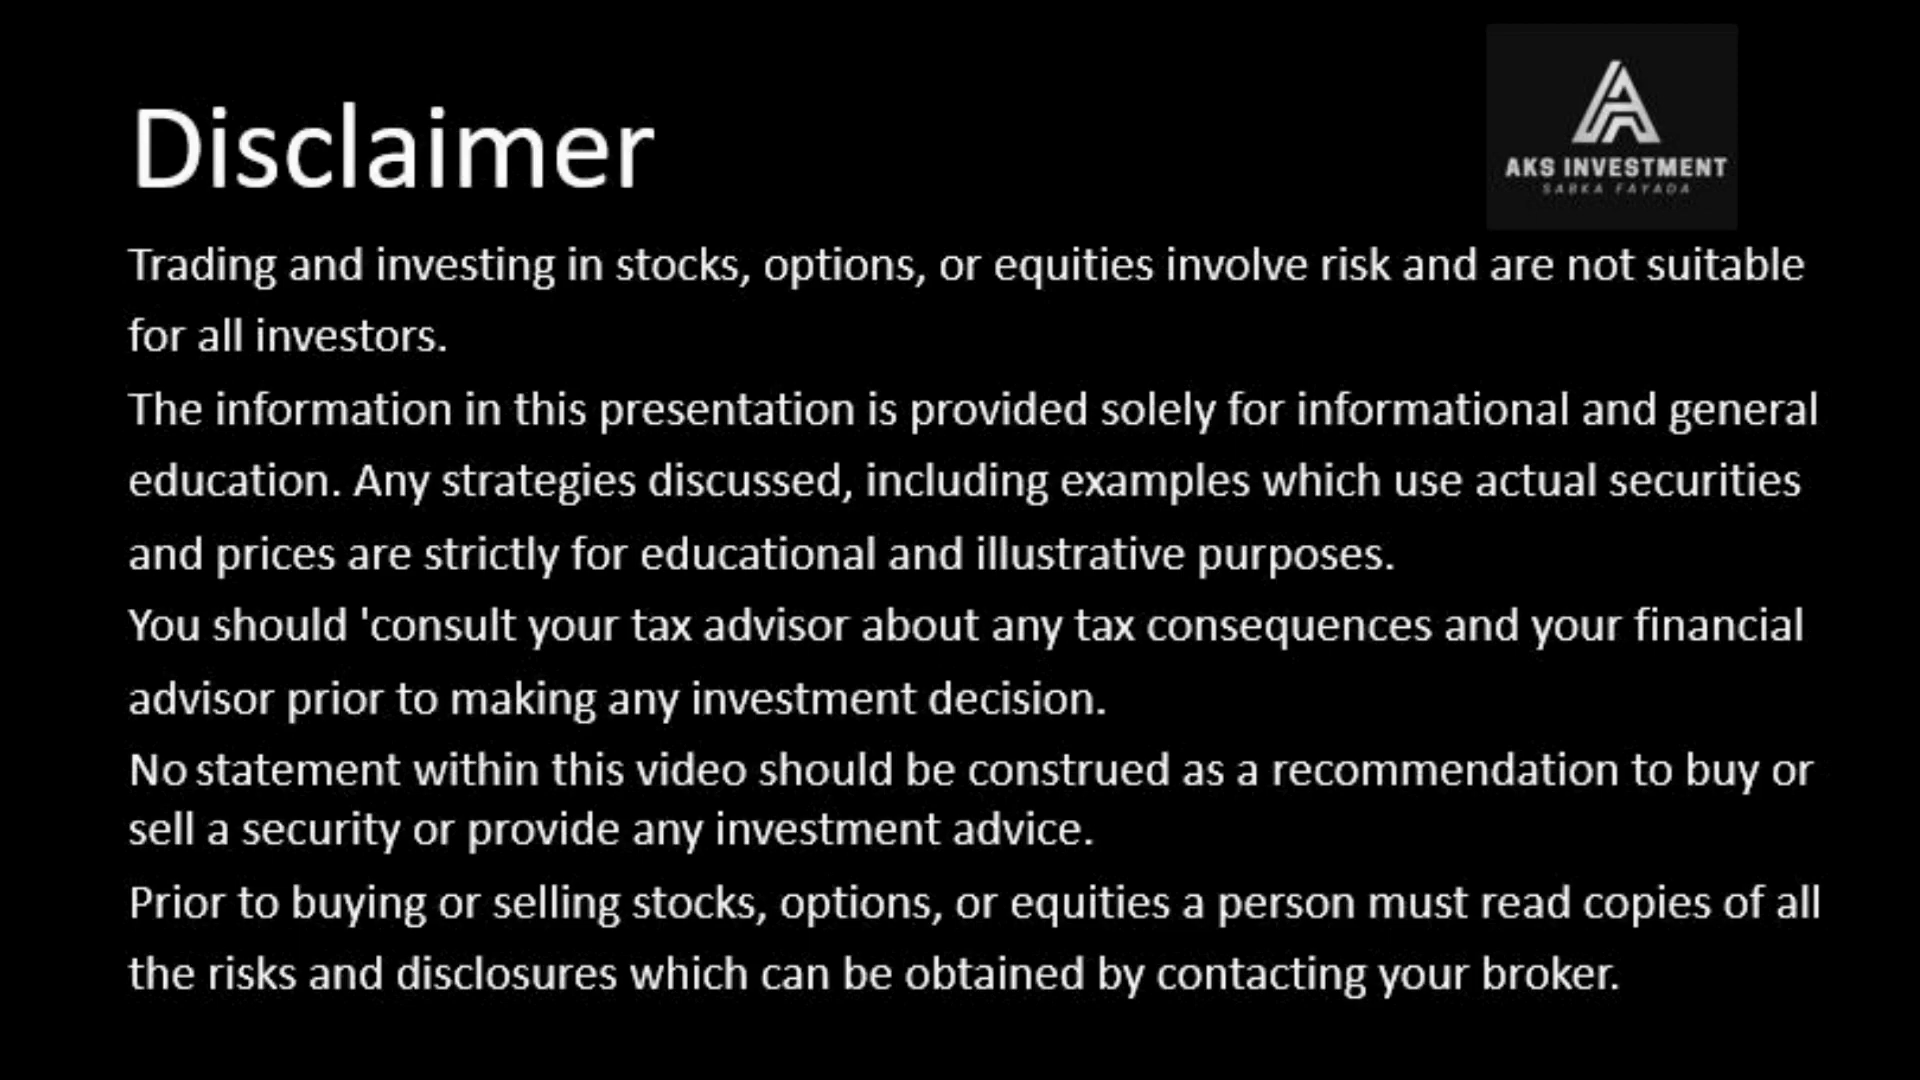 AKS INVESTMENT
SABKA FAYADA
Disclaimer
Trading and investing in stocks, options, or equities involve risk and are not suitable
for all investors.
The information in this presentation is provided solely for informational and general
education. Any strategies discussed, including examples which use actual securities
and prices are strictly for educational and illustrative purposes.
You should 'consult your tax advisor about any tax consequences and your financial
advisor prior to making any investment decision.
No statement within this video should be construed as a recommendation to buy or
sell a security or provide any investment advice.
Prior to buying or selling stocks, options, or equities a person must read copies of all
the risks and disclosures which can be obtained by contacting your broker.